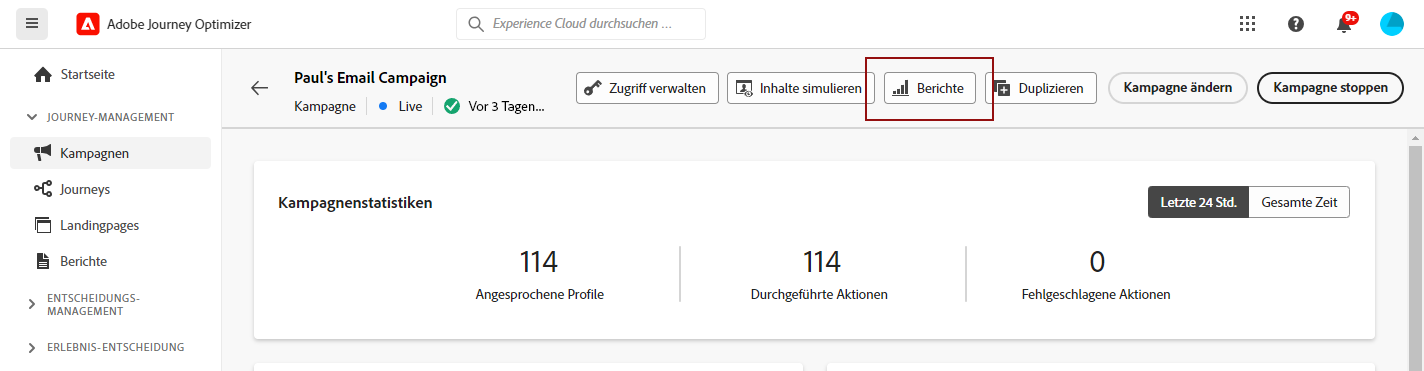 Adobe Journey Optimizer
Experience Cloud durchsuchen ...
9+
Startseite
JOURNEY-MANAGEMENT
Kampagnen
Journeys
Landingpages
Berichte
ENTSCHEIDUNGS-
MANAGEMENT
ERLEBNIS-ENTSCHEIDUNG
Paul's Email Campaign
Kampagne
Live
Vor 3 Tagen...
Zugriff verwalten
Inhalte simulieren
Berichte
Duplizieren
Kampagne ändern
Kampagne stoppen
Kampagnenstatistiken
Letzte 24 Std.
Gesamte Zeit
114
Angesprochene Profile
114
Durchgeführte Aktionen
0
Fehlgeschlagene Aktionen